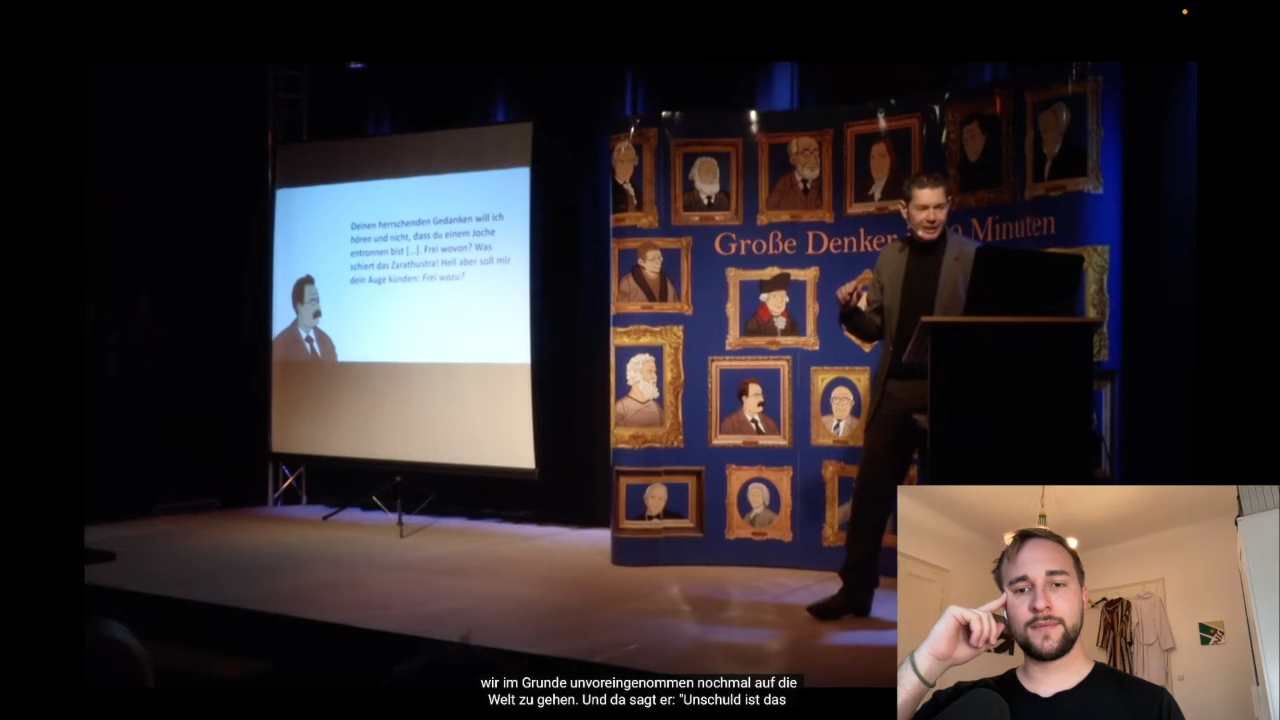 Deinen herrschenden Gedanken will ich
hören und nicht, dass du einem Joche
entronnen bist [...]. Frei wovon? Was
schiert das Zarathustra! Hell aber soll mir
dein Auge künden: Frei wozu?
Große Denker 0 Minuten
wir im Grunde unvoreingenommen nochmal auf die
Welt zu gehen. Und da sagt er: "Unschuld ist das